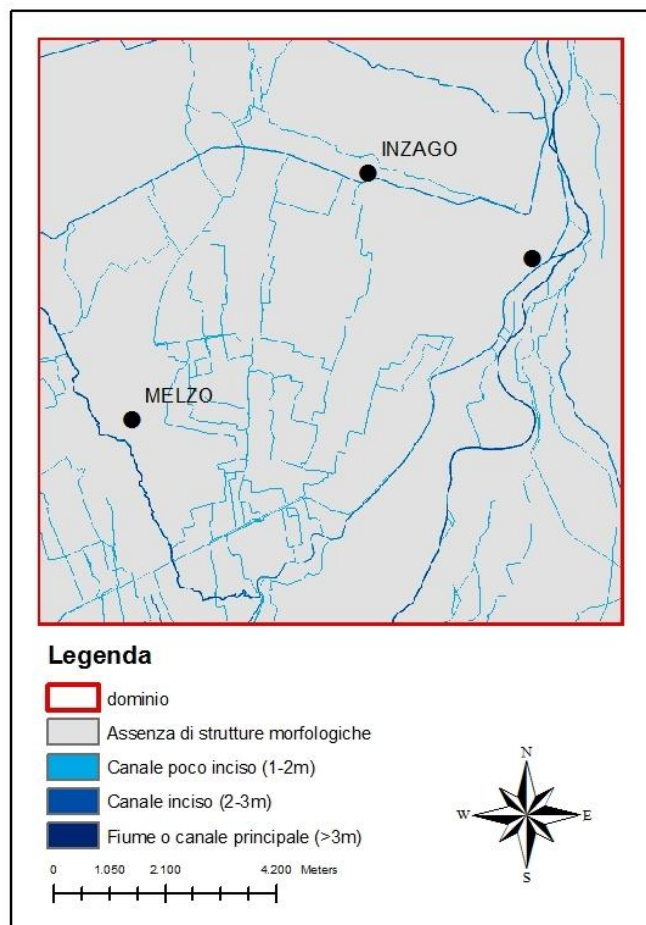 INZAGO
MELZO
Legenda
dominio
Assenza di strutture morfologiche
Canale poco inciso (1-2m)
Canale inciso (2-3m)
Fiume o canale principale (>3m)
0 1.050 2.100 4.200 Meters
N
W E
S